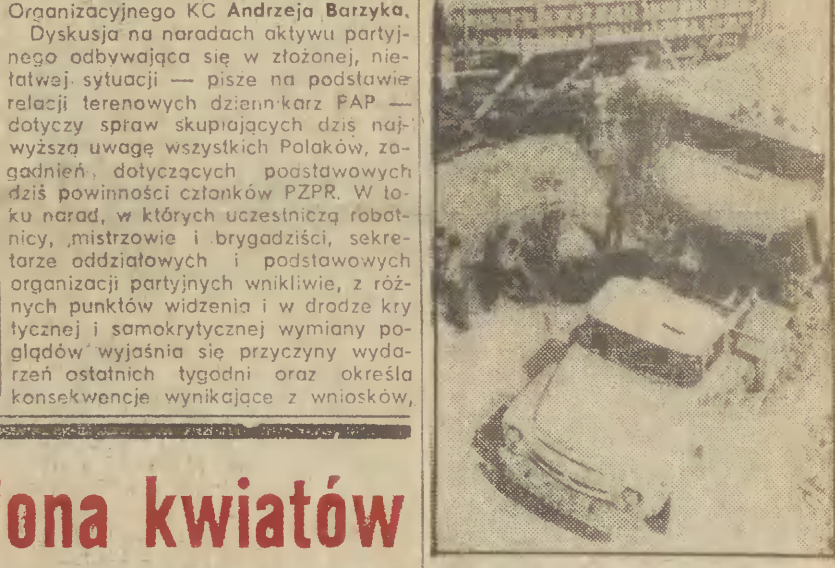 Organizacyjnego KC Andrzeja Barzyka.
Dyskusja na naradach aktywu partyj-
nego odbywająca się w złożonej, nie-
łatwej sytuacji — pisze na podstawie
relacji terenowych dziennikarz PAP —
dotyczy spraw skupiających dziś naj-
wyższą uwagę wszystkich Polaków, za-
gadnień, dotyczących podstawowych
dziś powinności członków PZPR. W to-
ku narad, w których uczestniczą robot-
nicy, mistrzowie i brygadziści, sekre-
tarze oddziałowych i podstawowych
organizacji partyjnych wnikliwie, z róż-
nych punktów widzenia i w drodze kry
tycznej i samokrytycznej wymiany po-
glądów wyjaśnia się przyczyny wyda-
rzeń ostatnich tygodni oraz określa
konsekwencje wynikające z wniosków,
ona kwiatów